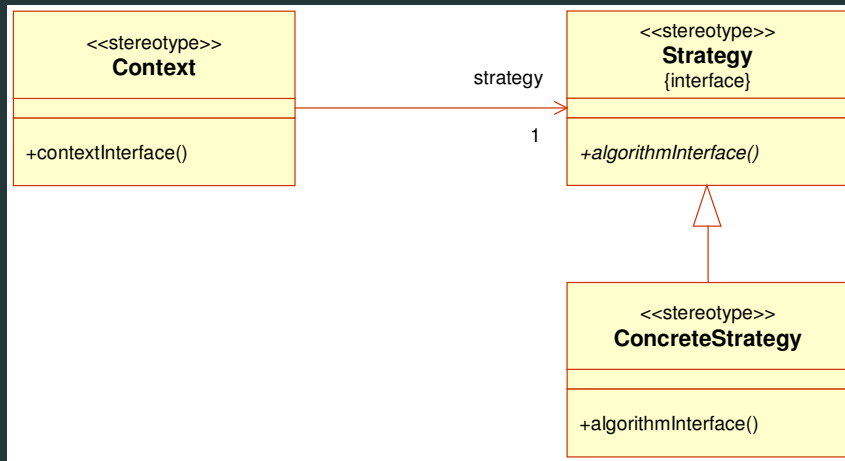 <<stereotype>>
Context
+contextInterface()
strategy
1
<<stereotype>>
Strategy
{interface}
+algorithmInterface()
<<stereotype>>
ConcreteStrategy
+algorithmInterface()